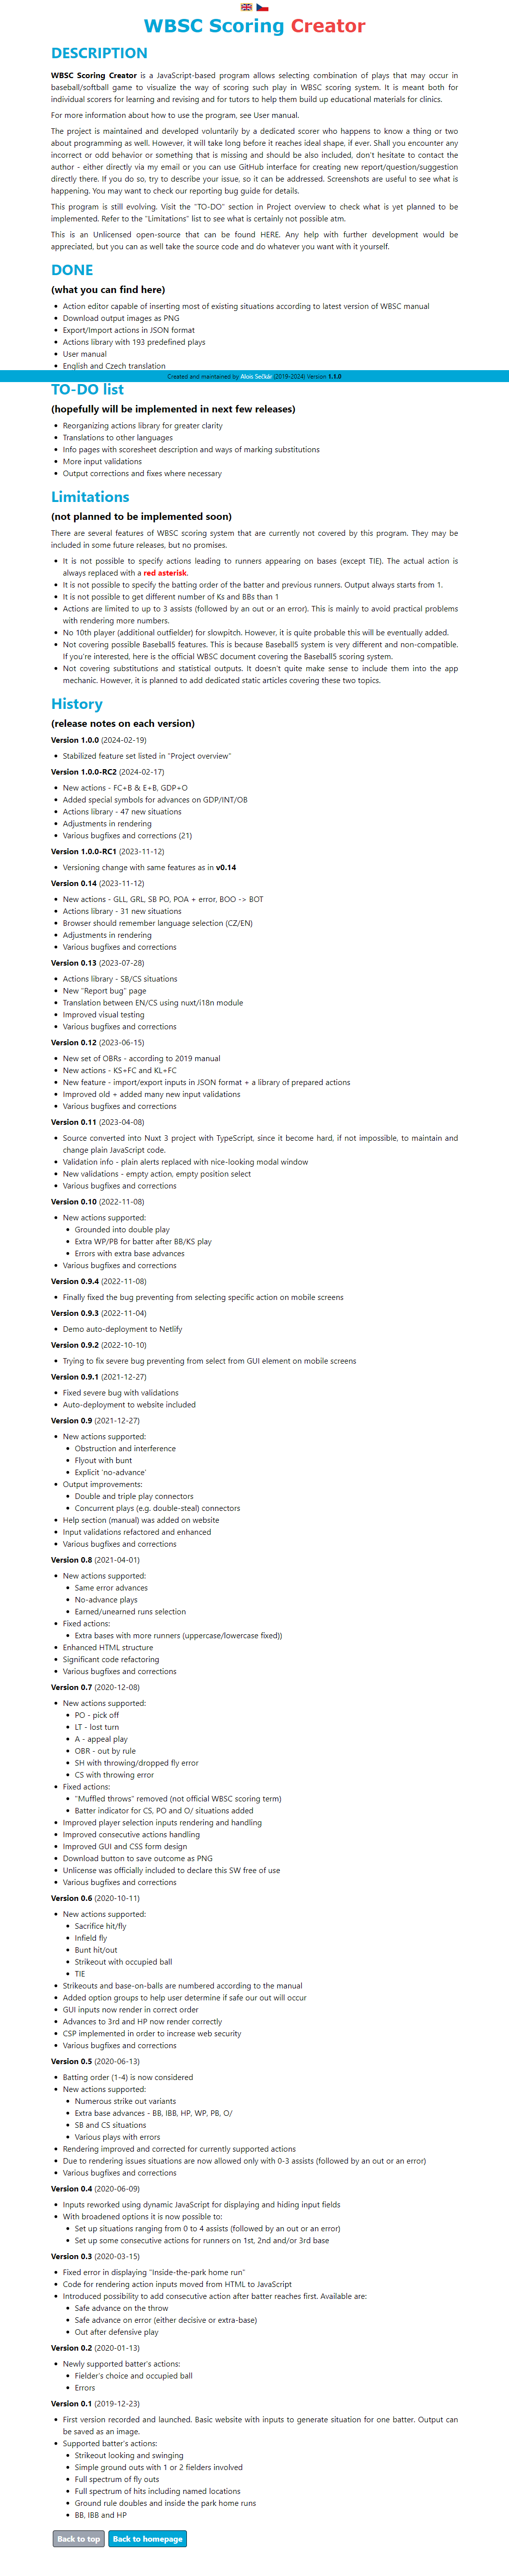 WBSC Scoring Creator
DESCRIPTION
WBSC Scoring Creator is a JavaScript-based program allows selecting combination of plays that may occur in
baseball/softball game to visualize the way of scoring such play in WBSC scoring system. It is meant both for
individual scorers for learning and revising and for tutors to help them build up educational materials for clinics.
For more information about how to use the program, see User manual.
The project is maintained and developed voluntarily by a dedicated scorer who happens to know a thing or two
about programming as well. However, it will take long before it reaches ideal shape, if ever. Shall you encounter any
incorrect or odd behavior or something that is missing and should be also included, don't hesitate to contact the
author - either directly via my email or you can use GitHub interface for creating new report/question/suggestion
directly there. If you do so, try to describe your issue, so it can be addressed. Screenshots are useful to see what is
happening. You may want to check our reporting bug guide for details.
This program is still evolving. Visit the "TO-DO" section in Project overview to check what is yet planned to be
implemented. Refer to the "Limitations" list to see what is certainly not possible atm.
This is an Unlicensed open-source that can be found HERE. Any help with further development would be
appreciated, but you can as well take the source code and do whatever you want with it yourself.
DONE
(what you can find here)
• Action editor capable of inserting most of existing situations according to latest version of WBSC manual
• Download output images as PNG
• Export/Import actions in JSON format
• Actions library with 193 predefined plays
• User manual
• English and Czech translation
Created and maintained by Alois Sečkár (2019-2024) Version 1.1.0
TO-DO list
(hopefully will be implemented in next few releases)
• Reorganizing actions library for greater clarity
• Translations to other languages
• Info pages with scoresheet description and ways of marking substitutions
• More input validations
• Output corrections and fixes where necessary
Limitations
(not planned to be implemented soon)
There are several features of WBSC scoring system that are currently not covered by this program. They may be
included in some future releases, but no promises.
• It is not possible to specify actions leading to runners appearing on bases (except TIE). The actual action is
always replaced with a red asterisk.
• It is not possible to specify the batting order of the batter and previous runners. Output always starts from 1.
• It is not possible to get different number of Ks and BBs than 1
• Actions are limited to up to 3 assists (followed by an out or an error). This is mainly to avoid practical problems
with rendering more numbers.
• No 10th player (additional outfielder) for slowpitch. However, it is quite probable this will be eventually added.
• Not covering possible Baseball5 features. This is because Baseball5 system is very different and non-compatible.
If you're interested, here is the official WBSC document covering the Baseball5 scoring system.
• Not covering substitutions and statistical outputs. It doesn't quite make sense to include them into the app
mechanic. However, it is planned to add dedicated static articles covering these two topics.
History
(release notes on each version)
Version 1.0.0 (2024-02-19)
• Stabilized feature set listed in "Project overview"
Version 1.0.0-RC2 (2024-02-17)
• New actions - FC+B & E+B, GDP+O
• Added special symbols for advances on GDP/INT/OB
• Actions library - 47 new situations
• Adjustments in rendering
• Various bugfixes and corrections (21)
Version 1.0.0-RC1 (2023-11-12)
• Versioning change with same features as in v0.14
Version 0.14 (2023-11-12)
• New actions - GLL, GRL, SB PO, POA + error, BOO -> BOT
• Actions library - 31 new situations
• Browser should remember language selection (CZ/EN)
• Adjustments in rendering
• Various bugfixes and corrections
Version 0.13 (2023-07-28)
• Actions library - SB/CS situations
• New "Report bug" page
• Translation between EN/CS using nuxt/i18n module
• Improved visual testing
• Various bugfixes and corrections
Version 0.12 (2023-06-15)
• New set of OBRs - according to 2019 manual
• New actions - KS+FC and KL+FC
• New feature - import/export inputs in JSON format + a library of prepared actions
• Improved old + added many new input validations
• Various bugfixes and corrections
Version 0.11 (2023-04-08)
• Source converted into Nuxt 3 project with TypeScript, since it become hard, if not impossible, to maintain and
change plain JavaScript code.
• Validation info - plain alerts replaced with nice-looking modal window
• New validations - empty action, empty position select
• Various bugfixes and corrections
Version 0.10 (2022-11-08)
• New actions supported:
• Grounded into double play
• Extra WP/PB for batter after BB/KS play
• Errors with extra base advances
• Various bugfixes and corrections
Version 0.9.4 (2022-11-08)
• Finally fixed the bug preventing from selecting specific action on mobile screens
Version 0.9.3 (2022-11-04)
• Demo auto-deployment to Netlify
Version 0.9.2 (2022-10-10)
• Trying to fix severe bug preventing from select from GUI element on mobile screens
Version 0.9.1 (2021-12-27)
• Fixed severe bug with validations
• Auto-deployment to website included
Version 0.9 (2021-12-27)
• New actions supported:
• Obstruction and interference
• Flyout with bunt
• Explicit 'no-advance'
• Output improvements:
• Double and triple play connectors
• Concurrent plays (e.g. double-steal) connectors
• Help section (manual) was added on website
• Input validations refactored and enhanced
• Various bugfixes and corrections
Version 0.8 (2021-04-01)
• New actions supported:
• Same error advances
• No-advance plays
• Earned/unearned runs selection
• Fixed actions:
• Extra bases with more runners (uppercase/lowercase fixed))
• Enhanced HTML structure
• Significant code refactoring
• Various bugfixes and corrections
Version 0.7 (2020-12-08)
• New actions supported:
• PO - pick off
• LT - lost turn
• A - appeal play
• OBR - out by rule
• SH with throwing/dropped fly error
• CS with throwing error
• Fixed actions:
• "Muffled throws" removed (not official WBSC scoring term)
• Batter indicator for CS, PO and O/ situations added
• Improved player selection inputs rendering and handling
• Improved consecutive actions handling
• Improved GUI and CSS form design
• Download button to save outcome as PNG
• Unlicense was officially included to declare this SW free of use
• Various bugfixes and corrections
Version 0.6 (2020-10-11)
• New actions supported:
• Sacrifice hit/fly
• Infield fly
• Bunt hit/out
• Strikeout with occupied ball
• TIE
• Strikeouts and base-on-balls are numbered according to the manual
• Added option groups to help user determine if safe our out will occur
• GUI inputs now render in correct order
• Advances to 3rd and HP now render correctly
• CSP implemented in order to increase web security
• Various bugfixes and corrections
Version 0.5 (2020-06-13)
• Batting order (1-4) is now considered
• New actions supported:
• Numerous strike out variants
• Extra base advances - BB, IBB, HP, WP, PB, O/
• SB and CS situations
• Various plays with errors
• Rendering improved and corrected for currently supported actions
• Due to rendering issues situations are now allowed only with 0-3 assists (followed by an out or an error)
• Various bugfixes and corrections
Version 0.4 (2020-06-09)
• Inputs reworked using dynamic JavaScript for displaying and hiding input fields
• With broadened options it is now possible to:
• Set up situations ranging from 0 to 4 assists (followed by an out or an error)
• Set up some consecutive actions for runners on 1st, 2nd and/or 3rd base
Version 0.3 (2020-03-15)
• Fixed error in displaying "Inside-the-park home run"
• Code for rendering action inputs moved from HTML to JavaScript
• Introduced possibility to add consecutive action after batter reaches first. Available are:
• Safe advance on the throw
• Safe advance on error (either decisive or extra-base)
• Out after defensive play
Version 0.2 (2020-01-13)
• Newly supported batter's actions:
• Fielder's choice and occupied ball
• Errors
Version 0.1 (2019-12-23)
• First version recorded and launched. Basic website with inputs to generate situation for one batter. Output can
be saved as an image.
• Supported batter's actions:
• Strikeout looking and swinging
• Simple ground outs with 1 or 2 fielders involved
• Full spectrum of fly outs
• Full spectrum of hits including named locations
• Ground rule doubles and inside the park home runs
• BB, IBB and HP
Back to top Back to homepage